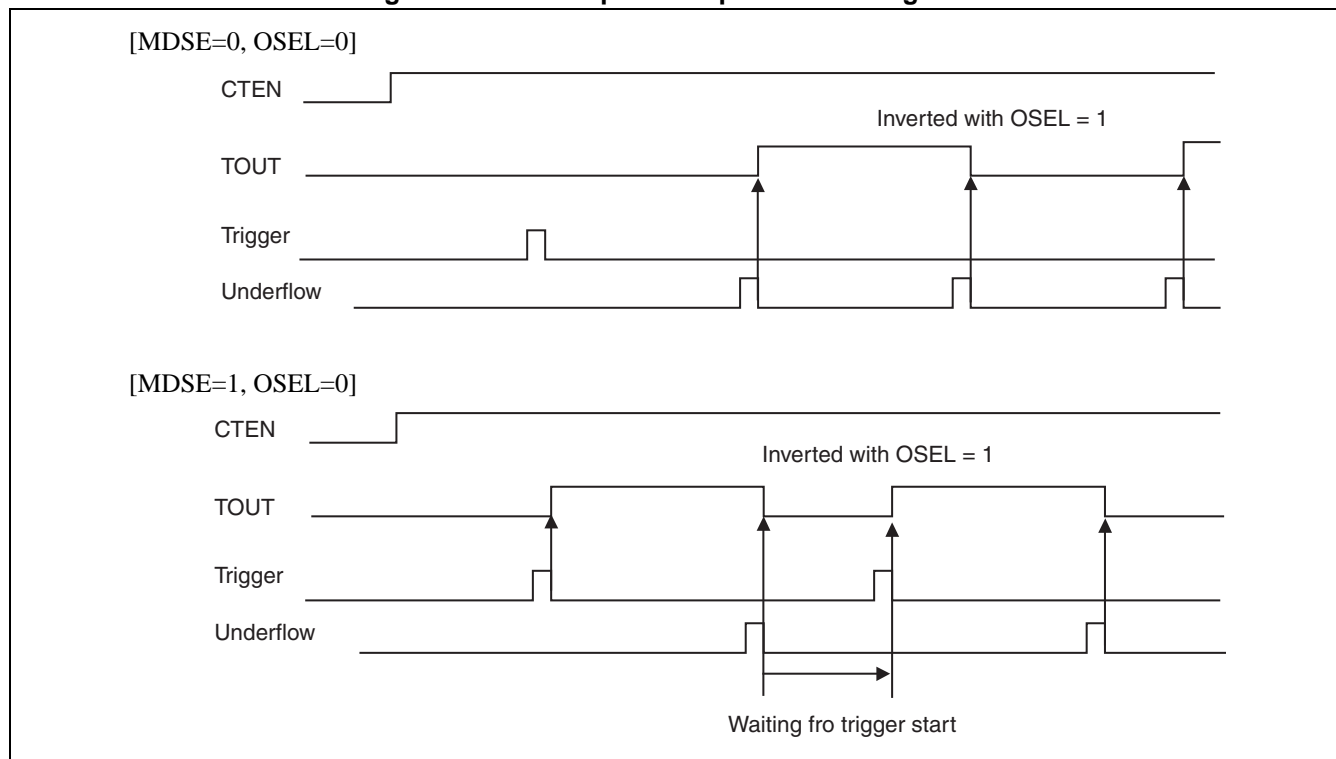 [MDSE=0, OSEL=0]
CTEN
Inverted with OSEL = 1
TOUT
Trigger
Underflow
[MDSE=1, OSEL=0]
CTEN
Inverted with OSEL = 1
TOUT
Trigger
Underflow
Waiting fro trigger start